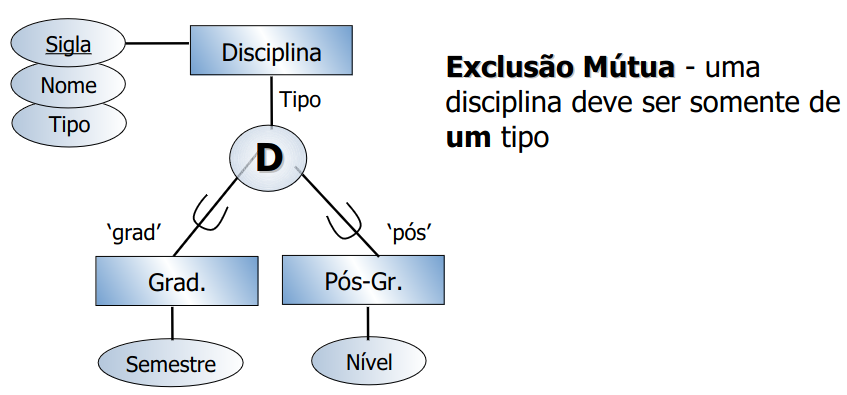 Sigla
Nome
Tipo
Disciplina
Tipo
D
'grad'
'pós'
Grad.
Pós-Gr.
Semestre
Nível
Exclusão Mútua - uma
disciplina deve ser somente de
um tipo